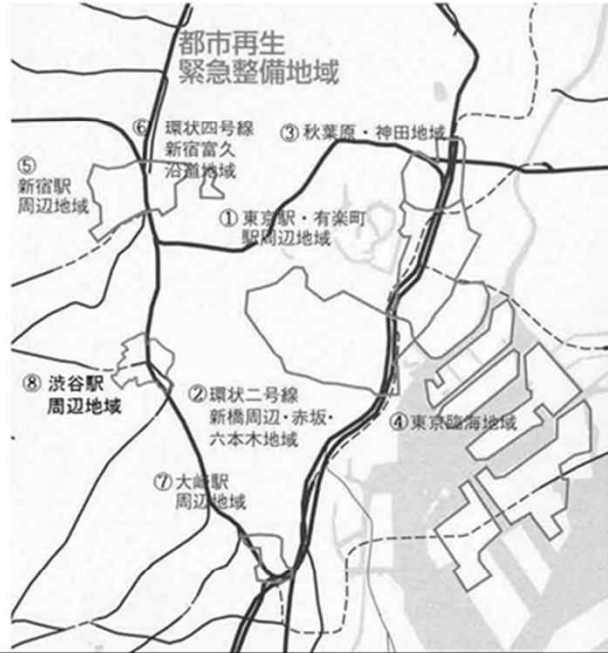 都市再生
緊急整備地域
⑥ 環状四号線
新宿富久
沿道地域
③ 秋葉原・神田地域
⑤
新宿駅
周辺地域
① 東京駅・有楽町
駅周辺地域
⑧ 渋谷駅
周辺地域
② 環状二号線
新橋周辺・赤坂・
六本木地域
④ 東京臨海地域
⑦ 大崎駅
周辺地域